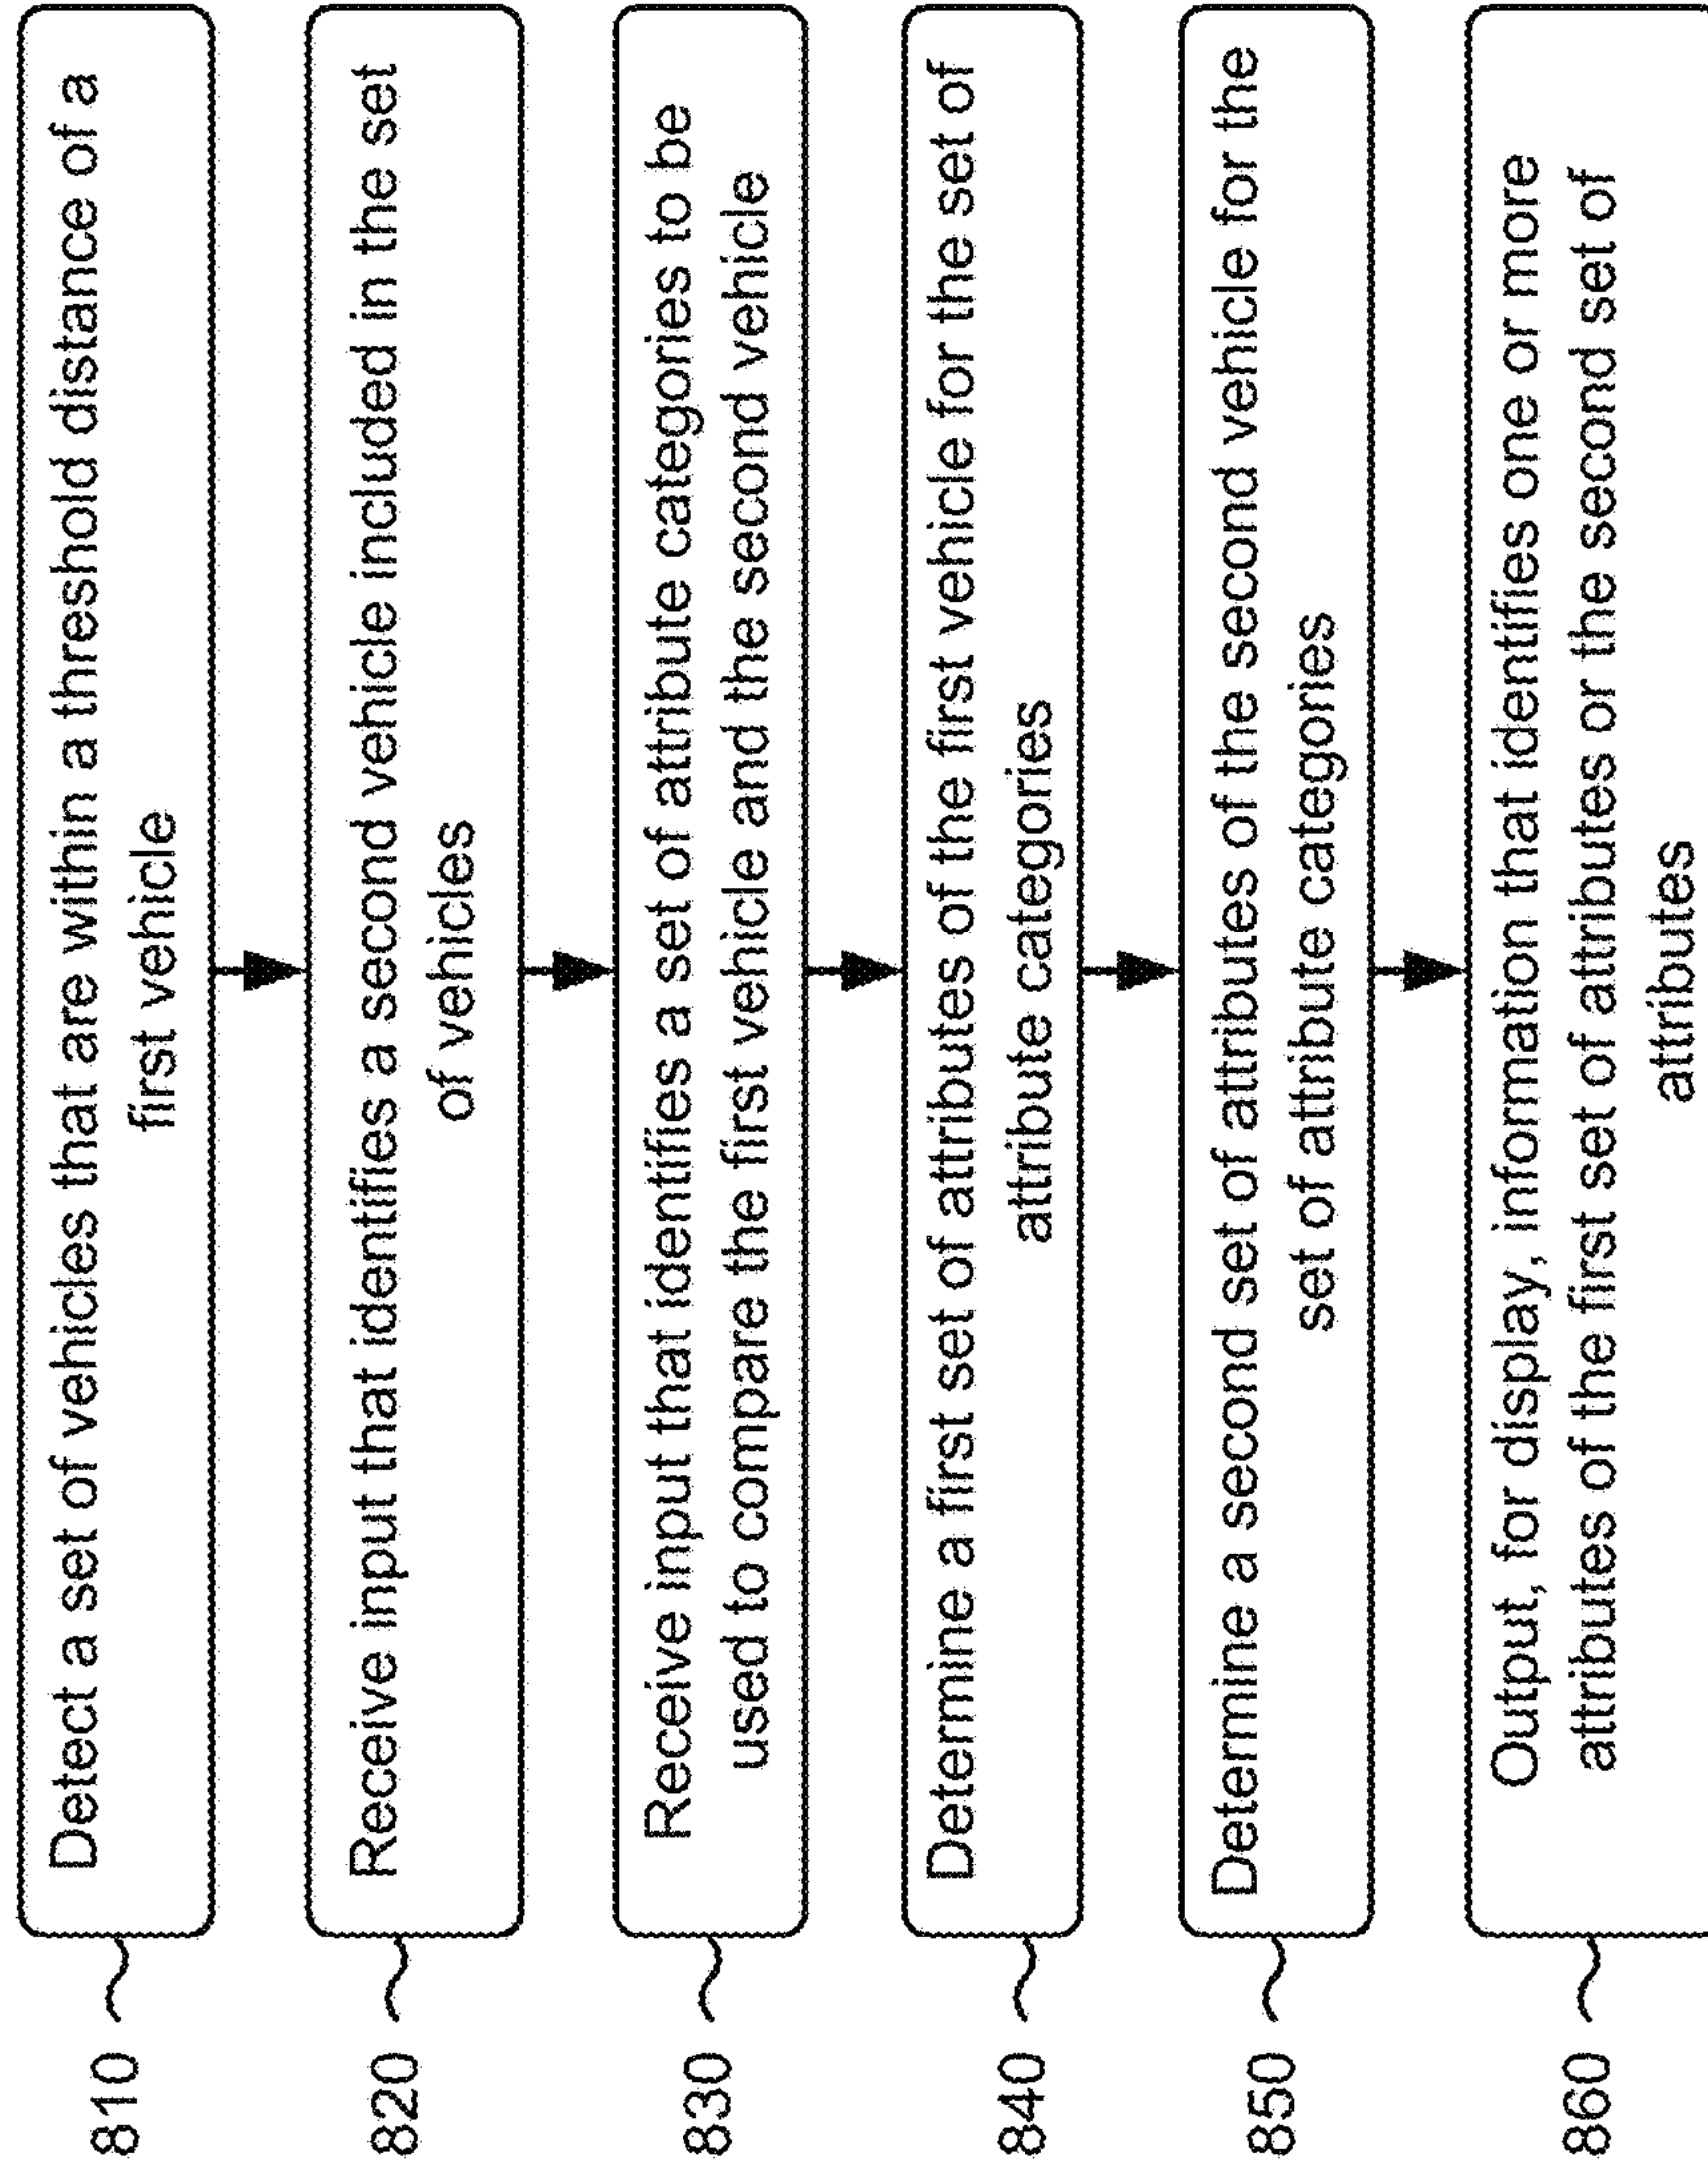 810
Detect a set of vehicles that are within a threshold distance of a
first vehicle
820
Receive input that identifies a second vehicle included in the set
of vehicles
830
Receive input that identifies a set of attribute categories to be
used to compare the first vehicle and the second vehicle
840
Determine a first set of attributes of the first vehicle for the set of
attribute categories
850
Determine a second set of attributes of the second vehicle for the
set of attribute categories
860
Output, for display, information that identifies one or more
attributes of the first set of attributes or the second set of
attributes